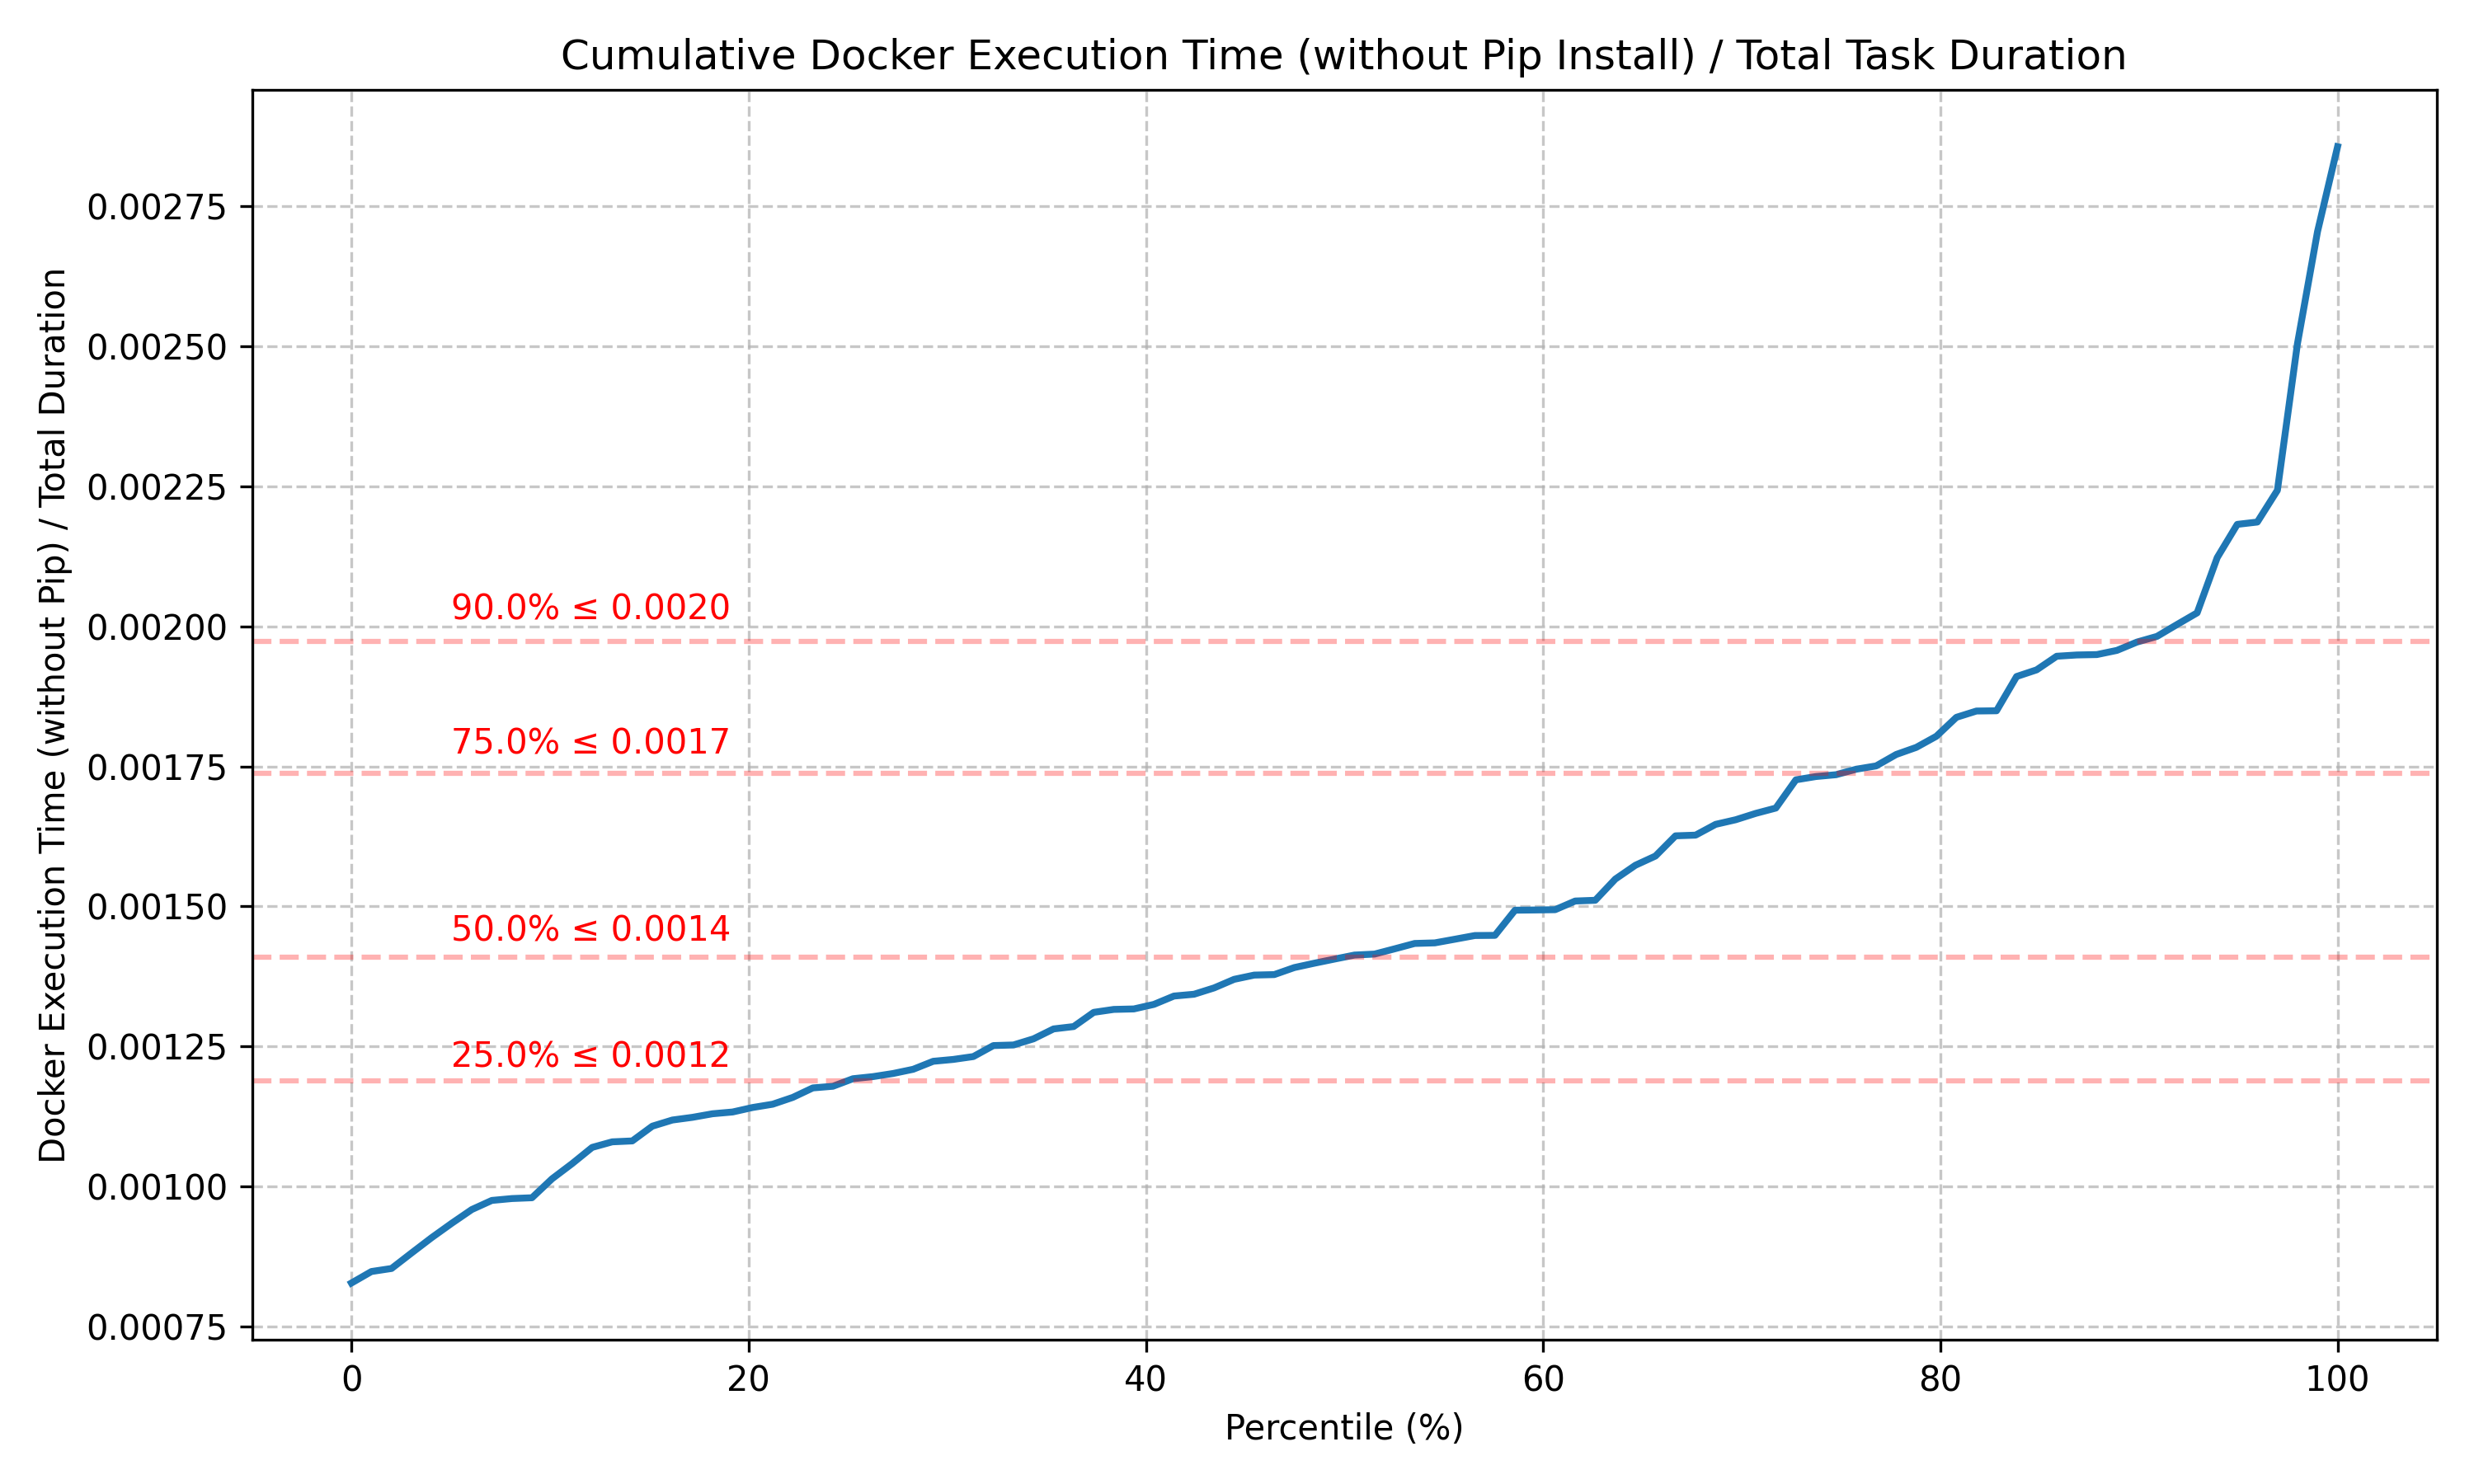 Cumulative Docker Execution Time (without Pip Install) / Total Task Duration
Docker Execution Time (without Pip) / Total Duration
0.00275
0.00250
0.00225
0.00200
0.00175
0.00150
0.00125
0.00100
0.00075
90.0% ≤ 0.0020
75.0% ≤ 0.0017
50.0% ≤ 0.0014
25.0% ≤ 0.0012
0 20 40 60 80 100
Percentile (%)